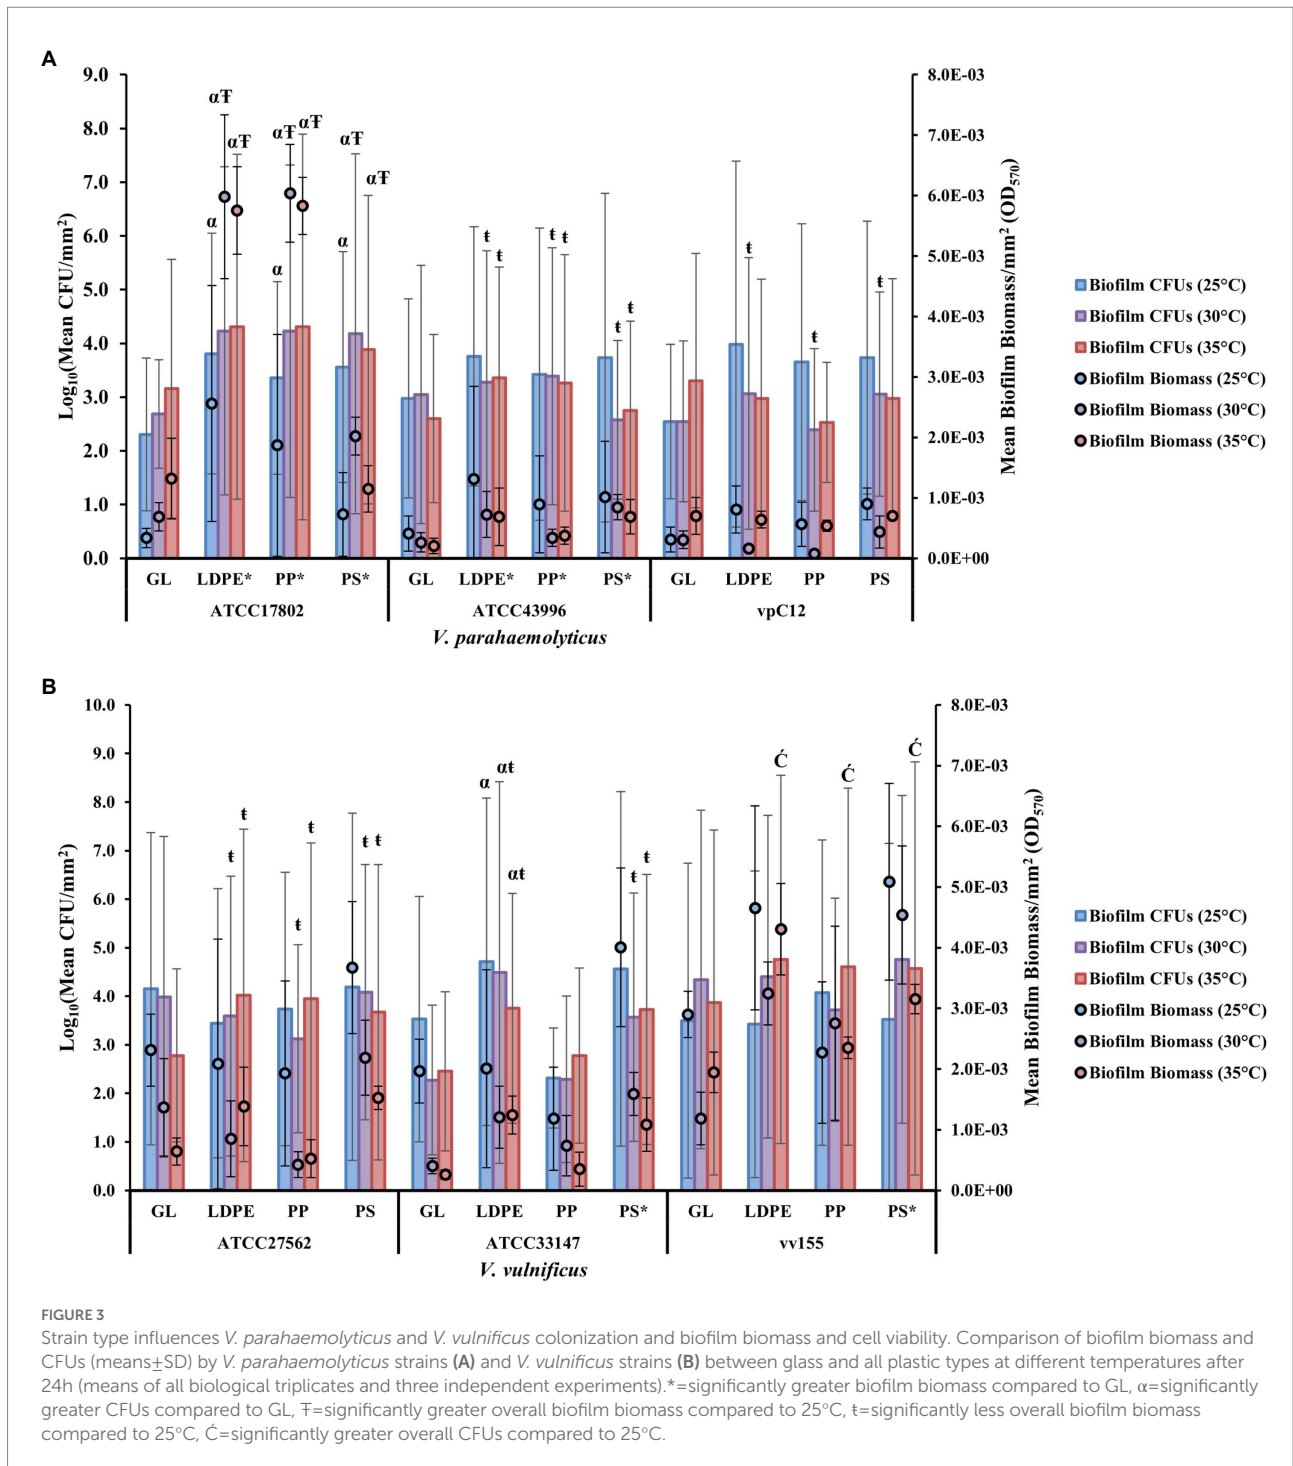 A
9.0
8.0
7.0
6.0
5.0
4.0
3.0
2.0
1.0
0.0
Log10(Mean CFU/mm2)
8.0E-03
7.0E-03
6.0E-03
5.0E-03
4.0E-03
3.0E-03
2.0E-03
1.0E-03
0.0E+00
Mean Biofilm Biomass/mm2 (OD570)
αŦ
αŦ
αŦ
αŦ
αŦ
αŦ
α
α
α
ŧ
ŧ
ŧ
ŧ
ŧ
ŧ
ŧ
ŧ
ŧ
GL LDPE* PP* PS* GL LDPE* PP* PS* GL LDPE PP PS
ATCC17802 ATCC43996 vpC12
V. parahaemolyticus
Biofilm CFUs (25°C)
Biofilm CFUs (30°C)
Biofilm CFUs (35°C)
Biofilm Biomass (25°C)
Biofilm Biomass (30°C)
Biofilm Biomass (35°C)
B
10.0
9.0
8.0
7.0
6.0
5.0
4.0
3.0
2.0
1.0
0.0
Log10(Mean CFU/mm2)
8.0E-03
7.0E-03
6.0E-03
5.0E-03
4.0E-03
3.0E-03
2.0E-03
1.0E-03
0.0E+00
Mean Biofilm Biomass/mm2 (OD570)
ŧ
ŧ
ŧ
ŧ
ŧ
ŧ
α
αŧ
αŧ
ŧ
ŧ
Ć
Ć
Ć
GL LDPE PP PS GL LDPE PP PS* GL LDPE PP PS*
ATCC27562 ATCC33147 vv155
V. vulnificus
Biofilm CFUs (25°C)
Biofilm CFUs (30°C)
Biofilm CFUs (35°C)
Biofilm Biomass (25°C)
Biofilm Biomass (30°C)
Biofilm Biomass (35°C)
FIGURE 3
Strain type influences V. parahaemolyticus and V. vulnificus colonization and biofilm biomass and cell viability. Comparison of biofilm biomass and
CFUs (means±SD) by V. parahaemolyticus strains (A) and V. vulnificus strains (B) between glass and all plastic types at different temperatures after
24h (means of all biological triplicates and three independent experiments).*=significantly greater biofilm biomass compared to GL, α=significantly
greater CFUs compared to GL, Ŧ=significantly greater overall biofilm biomass compared to 25°C, ŧ=significantly less overall biofilm biomass
compared to 25°C, Ć=significantly greater overall CFUs compared to 25°C.